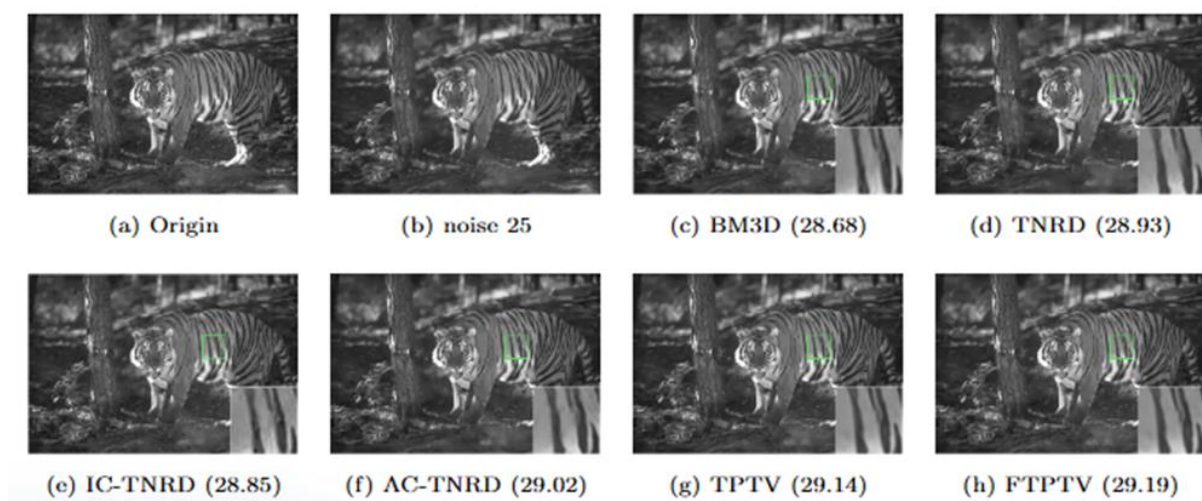 (a) Origin
(b) noise 25
(c) BM3D (28.68)
(d) TNRD (28.93)
(e) IC-TNRD (28.85)
(f) AC-TNRD (29.02)
(g) TPTV (29.14)
(h) FTPTV (29.19)